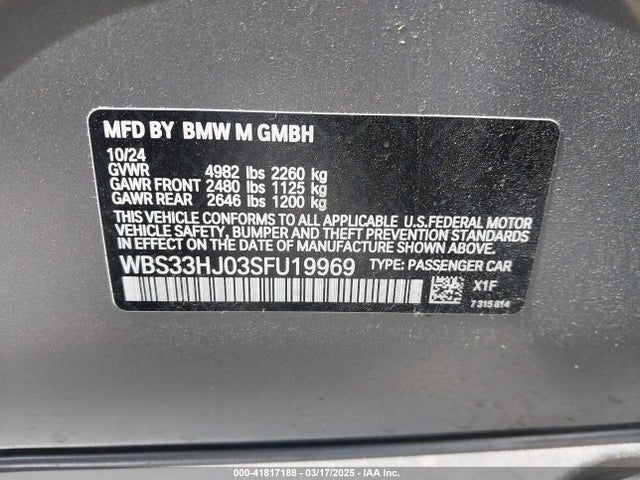 MFD BY BMW M GMBH
10/24
GVWR 4982 lbs 2260 kg
GAWR FRONT 2480 lbs 1125 kg
GAWR REAR 2646 lbs 1200 kg
THIS VEHICLE CONFORMS TO ALL APPLICABLE U.S.FEDERAL MOTOR
VEHICLE SAFETY, BUMPER AND THEFT PREVENTION STANDARDS
IN EFFECT ON THE DATE OF MANUFACTURE SHOWN ABOVE.
WBS33HJ03SFU19969 TYPE: PASSENGER CAR
X1F
7315814
000-41817188 - 03/17/2025 - IAA Inc.